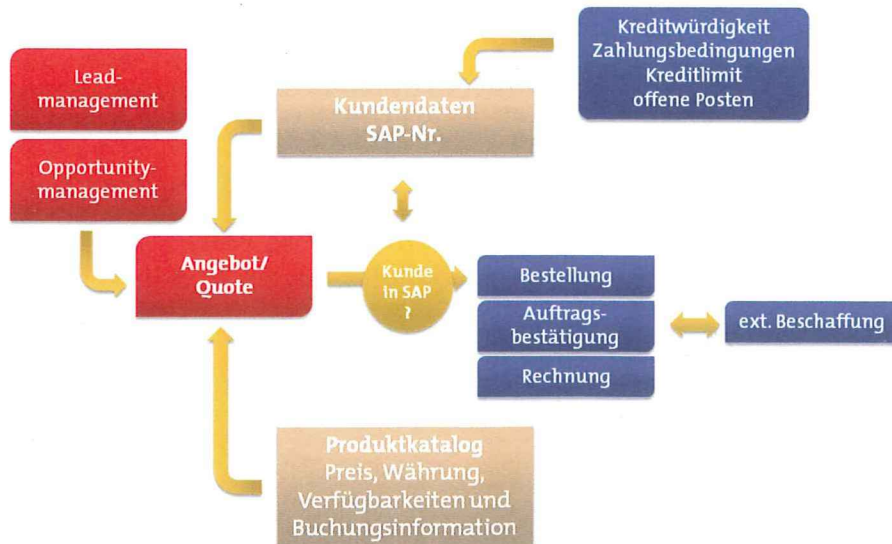 Kreditwürdigkeit
Zahlungsbedingungen
Kreditlimit
offene Posten
Lead-
management
Kundendaten
SAP-Nr.
Opportunity-
management
Angebot/
Quote
Kunde
in SAP
?
Bestellung
Auftrags-
bestätigung
Rechnung
ext. Beschaffung
Produktkatalog
Preis, Währung,
Verfügbarkeiten und
Buchungsinformation